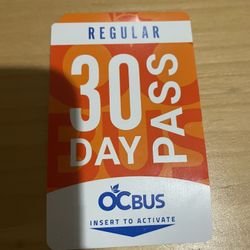 REGULAR
30
DAY
PASS
OCBUS
INSERT TO ACTIVATE